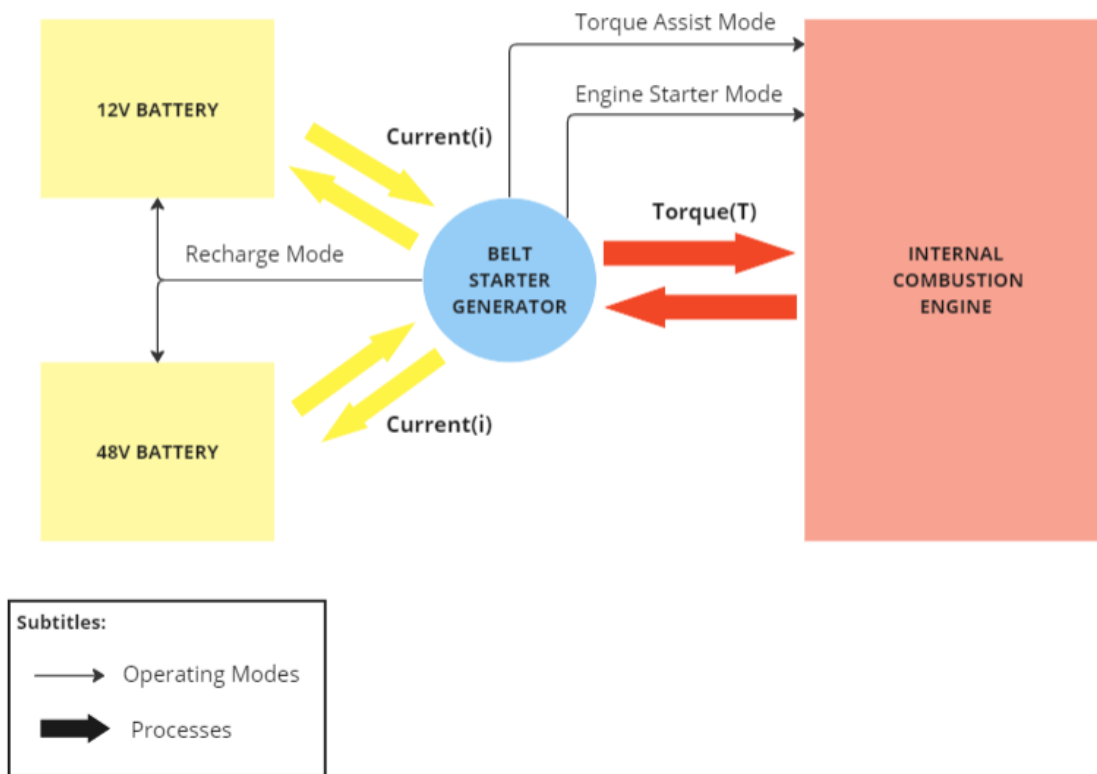 Torque Assist Mode
12V BATTERY
Engine Starter Mode
Current(i)
Torque(T)
Recharge Mode
BELT
STARTER
GENERATOR
INTERNAL
COMBUSTION
ENGINE
48V BATTERY
Current(i)
Subtitles:
Operating Modes
Processes